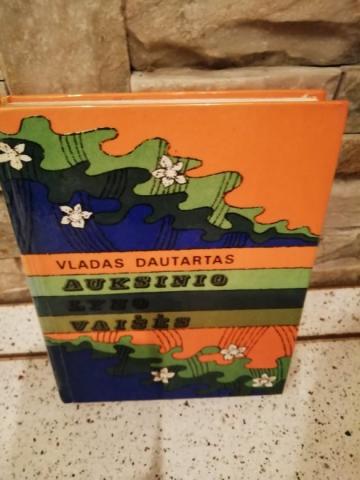 VLADAS DAUTARTAS
AUKSINIO
LYNO
VAIŠĖS